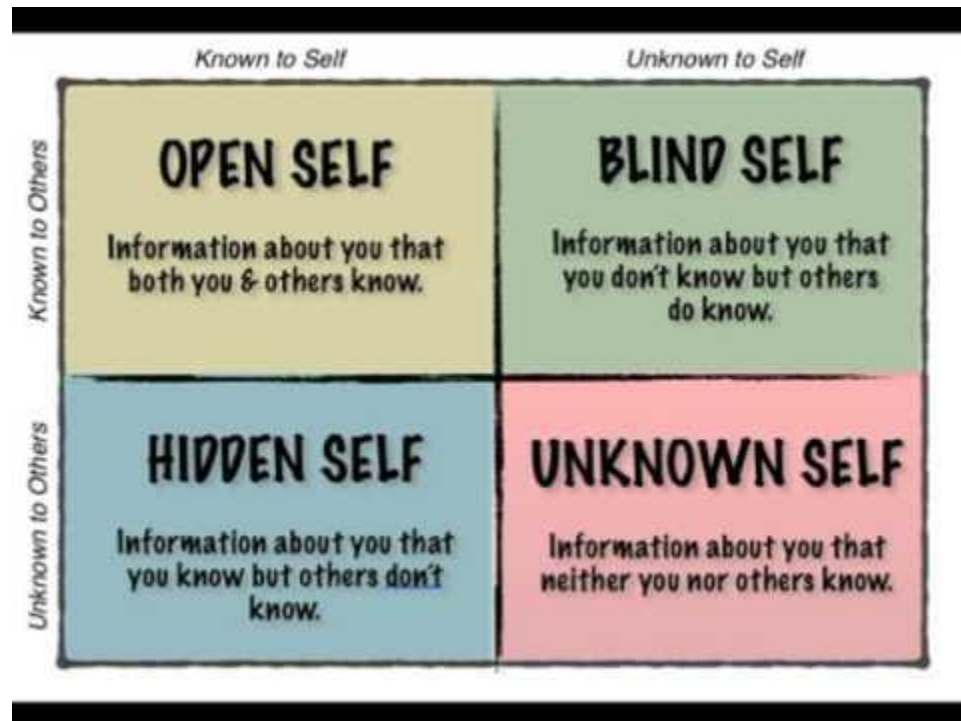 Known to Self
Unknown to Self
Known to Others
OPEN SELF
Information about you that
both you & others know.
BLIND SELF
Information about you that
you don't know but others
do know.
Unknown to Others
HIDDEN SELF
Information about you that
you know but others don't
know.
UNKNOWN SELF
Information about you that
neither you nor others know.